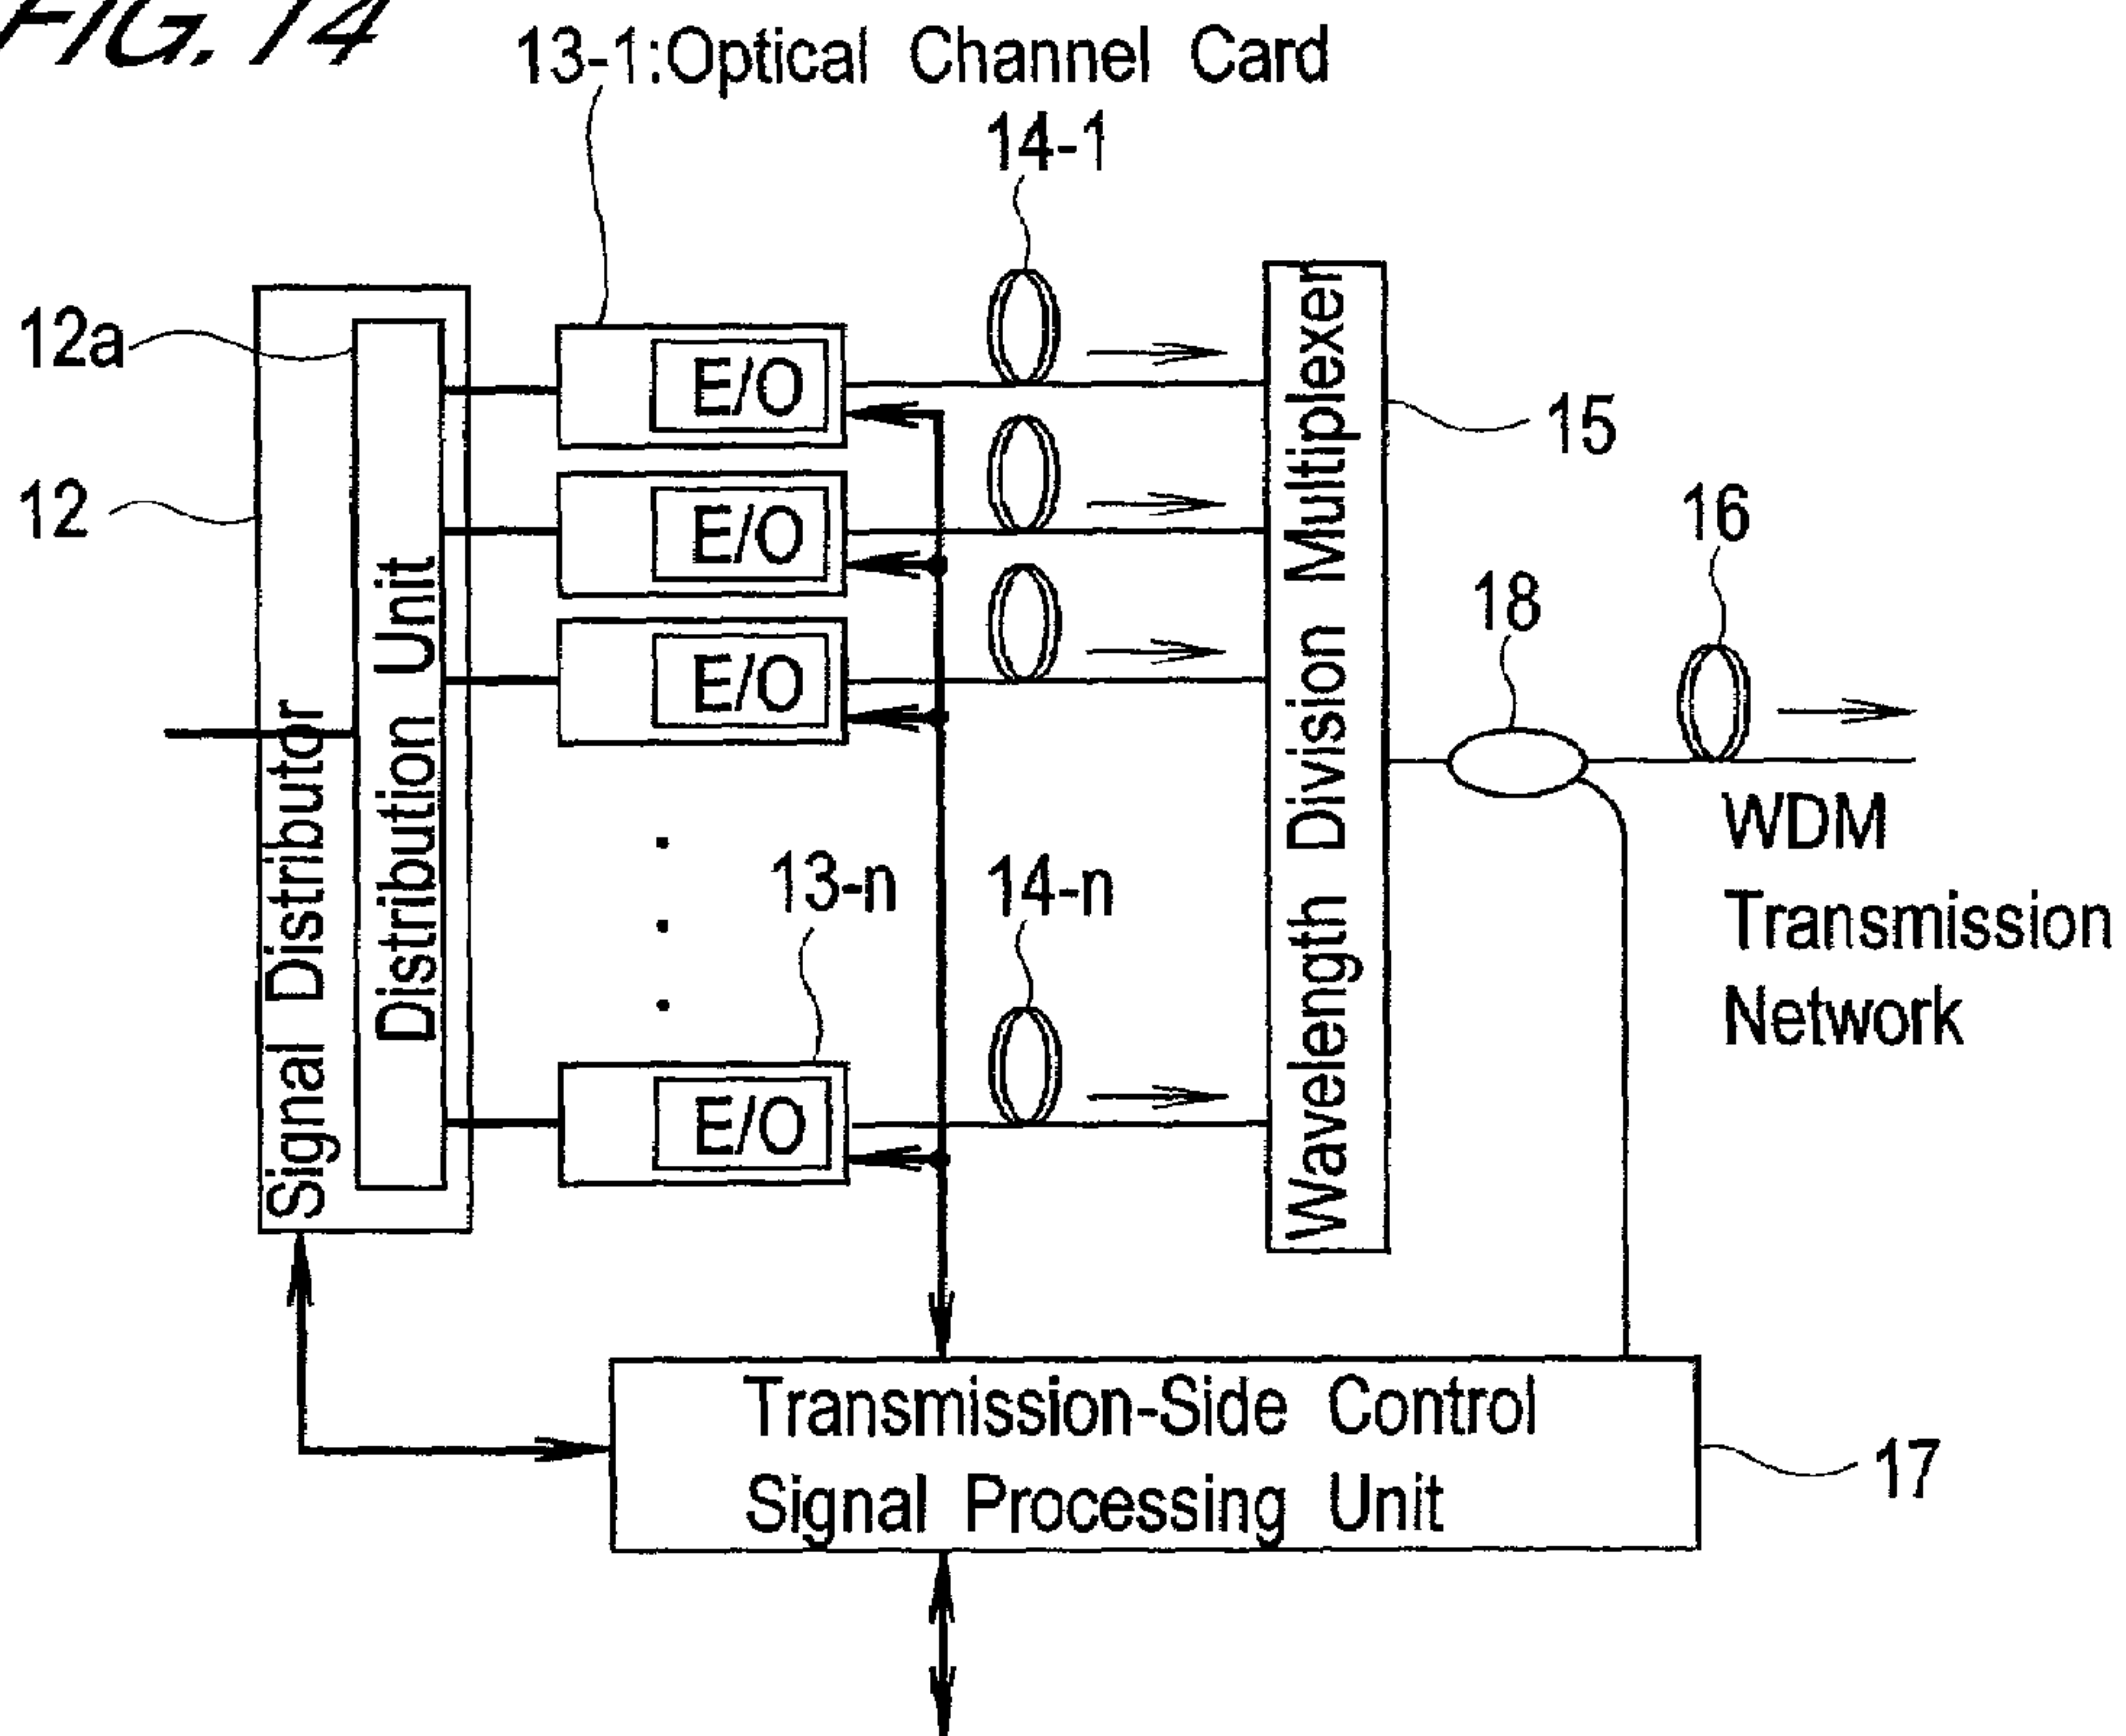 FIG. 14
13-1:Optical Channel Card
14-1
12a
12
Signal Distributor
Distribution Unit
E/O
E/O
E/O
E/O
13-n
14-n
Wavelength Division Multiplexer
15
16
18
WDM
Transmission
Network
Transmission-Side Control
Signal Processing Unit
17